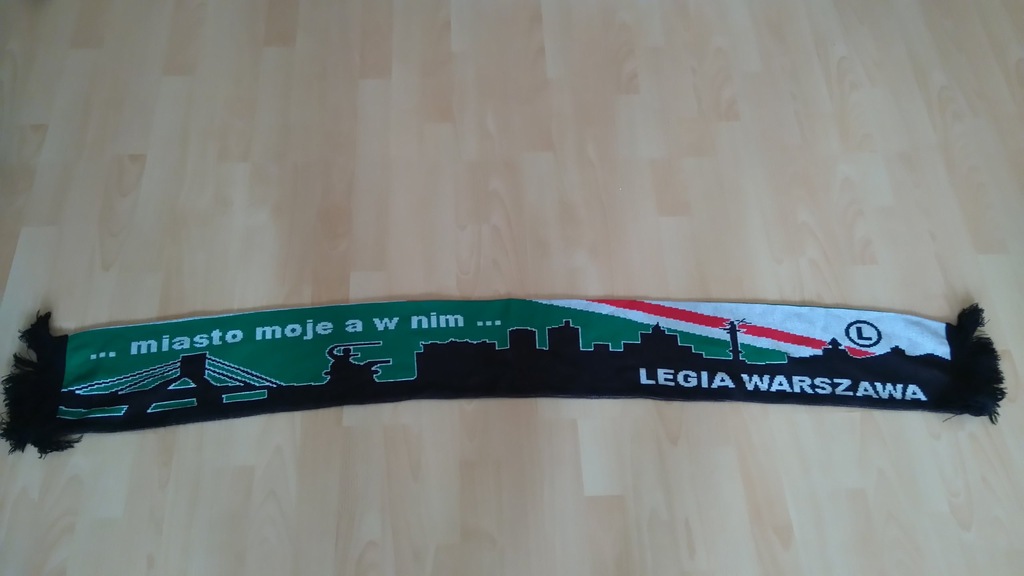 ... miasto moje a w nim ...
L
LEGIA WARSZAWA